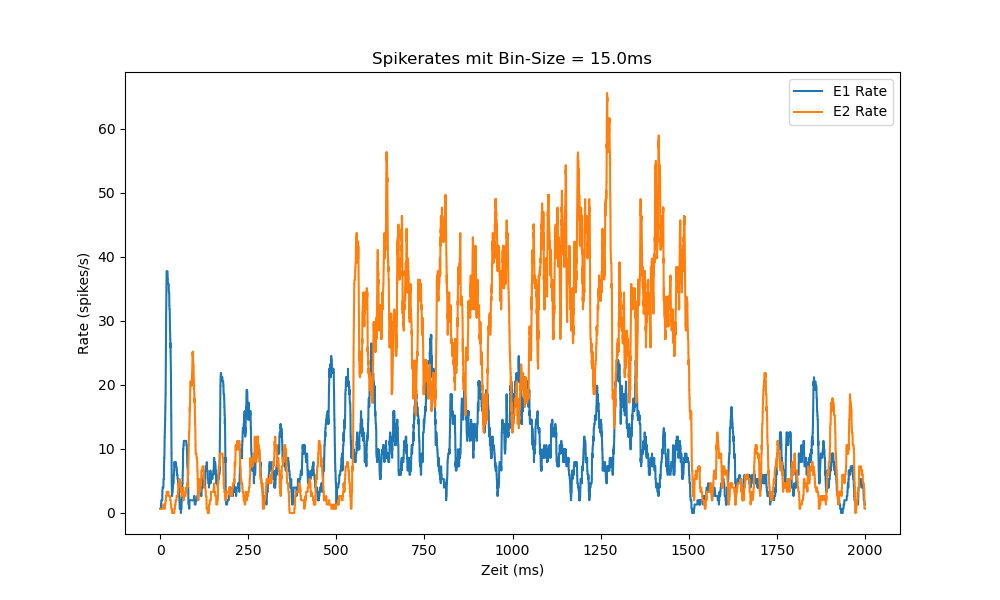 Spikerates mit Bin-Size = 15.0ms
E1 Rate
E2 Rate
Rate (spikes/s)
60
50
40
30
20
10
0
0 250 500 750 1000 1250 1500 1750 2000
Zeit (ms)